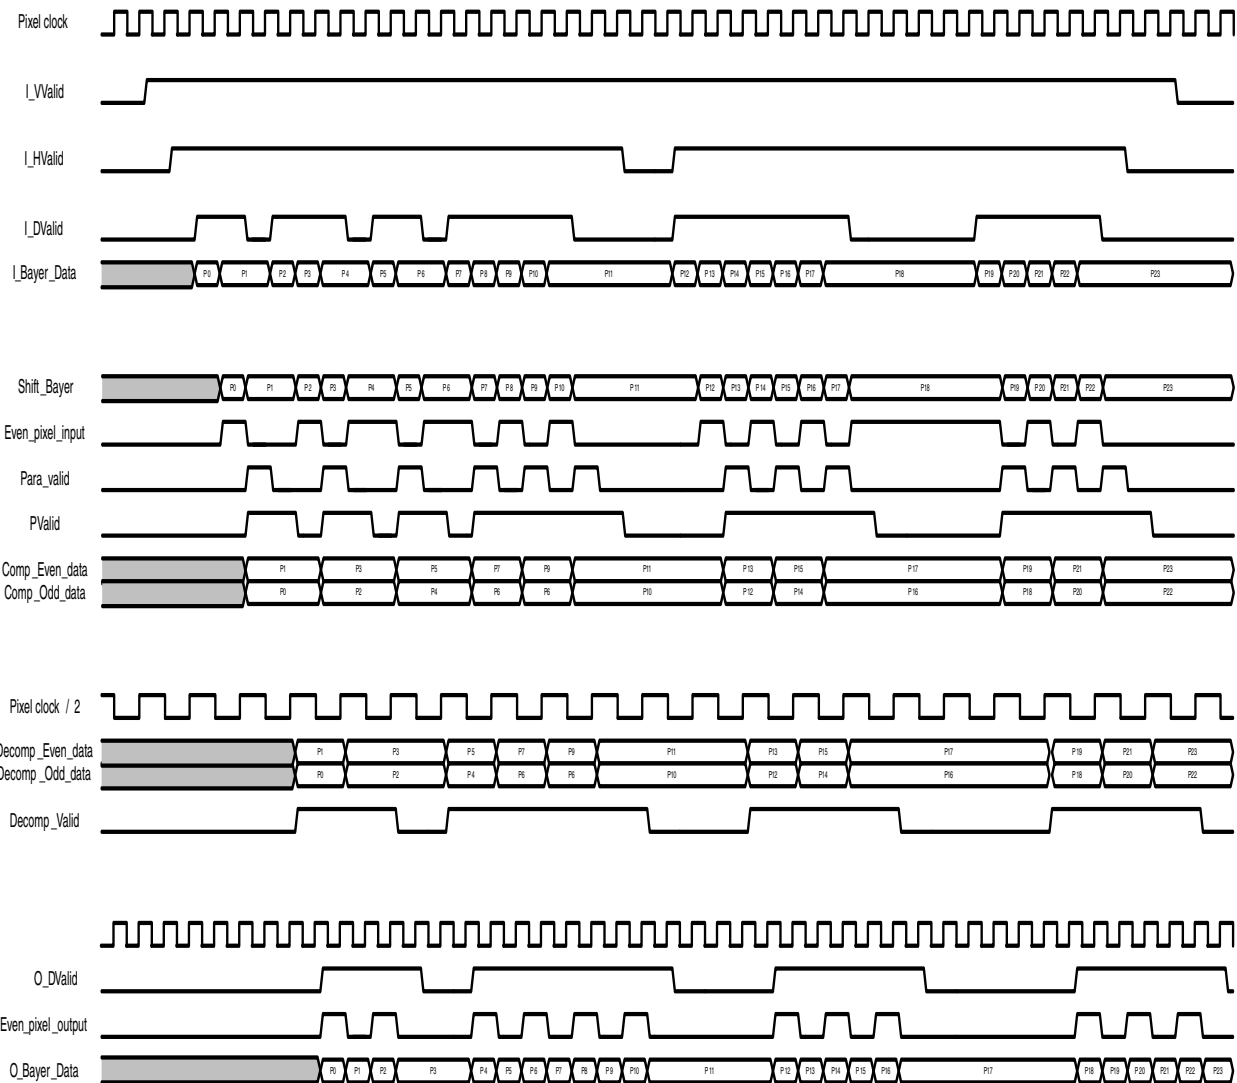 Pixel clock
I_VValid
I_HValid
I_DValid
I_Bayer_Data P0 P1 P2 P3 P4 P5 P6 P7 P8 P9 P10 P11 P12 P13 P14 P15 P16 P17 P18 P19 P20 P21 P22 P23
Shift_Bayer P0 P1 P2 P3 P4 P5 P6 P7 P8 P9 P10 P11 P12 P13 P14 P15 P16 P17 P18 P19 P20 P21 P22 P23
Even_pixel_input
Para_valid
PValid
Comp_Even_data P1 P3 P5 P7 P9 P11 P13 P15 P17 P19 P21 P23
Comp_Odd_data P0 P2 P4 P6 P6 P10 P12 P14 P16 P18 P20 P22
Pixel clock / 2
Decomp_Even_data P1 P3 P5 P7 P9 P11 P13 P15 P17 P19 P21 P23
Decomp_Odd_data P0 P2 P4 P6 P6 P10 P12 P14 P16 P18 P20 P22
Decomp_Valid
O_DValid
Even_pixel_output
O_Bayer_Data P0 P1 P2 P3 P4 P5 P6 P7 P8 P9 P10 P11 P12 P13 P14 P15 P16 P17 P18 P19 P20 P21 P22 P23